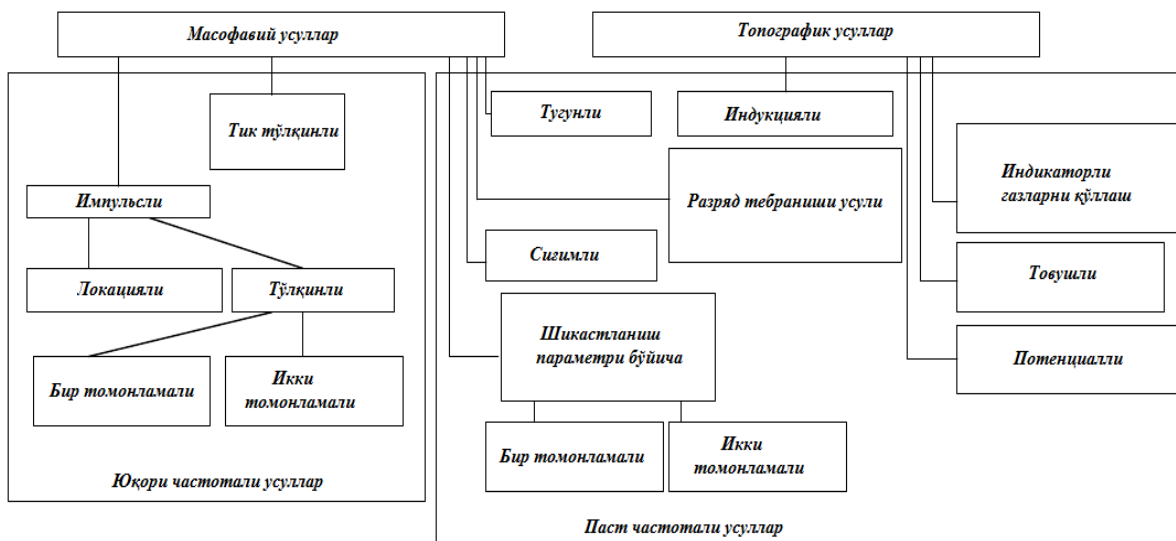 Масофавий усуллар
Топографик усуллар
Тик тўлқинли
Тугунли
Индукцияли
Индикаторли
газларни қўллаш
Импульсли
Разряд тебраниши усули
Сиғимли
Товушли
Локацияли
Тўлқинли
Шикастланиш
параметри бўйича
Потенциалли
Бир томонламали
Икки
томонламали
Бир томонламали
Икки
томонламали
Юқори частотали усуллар
Паст частотали усуллар